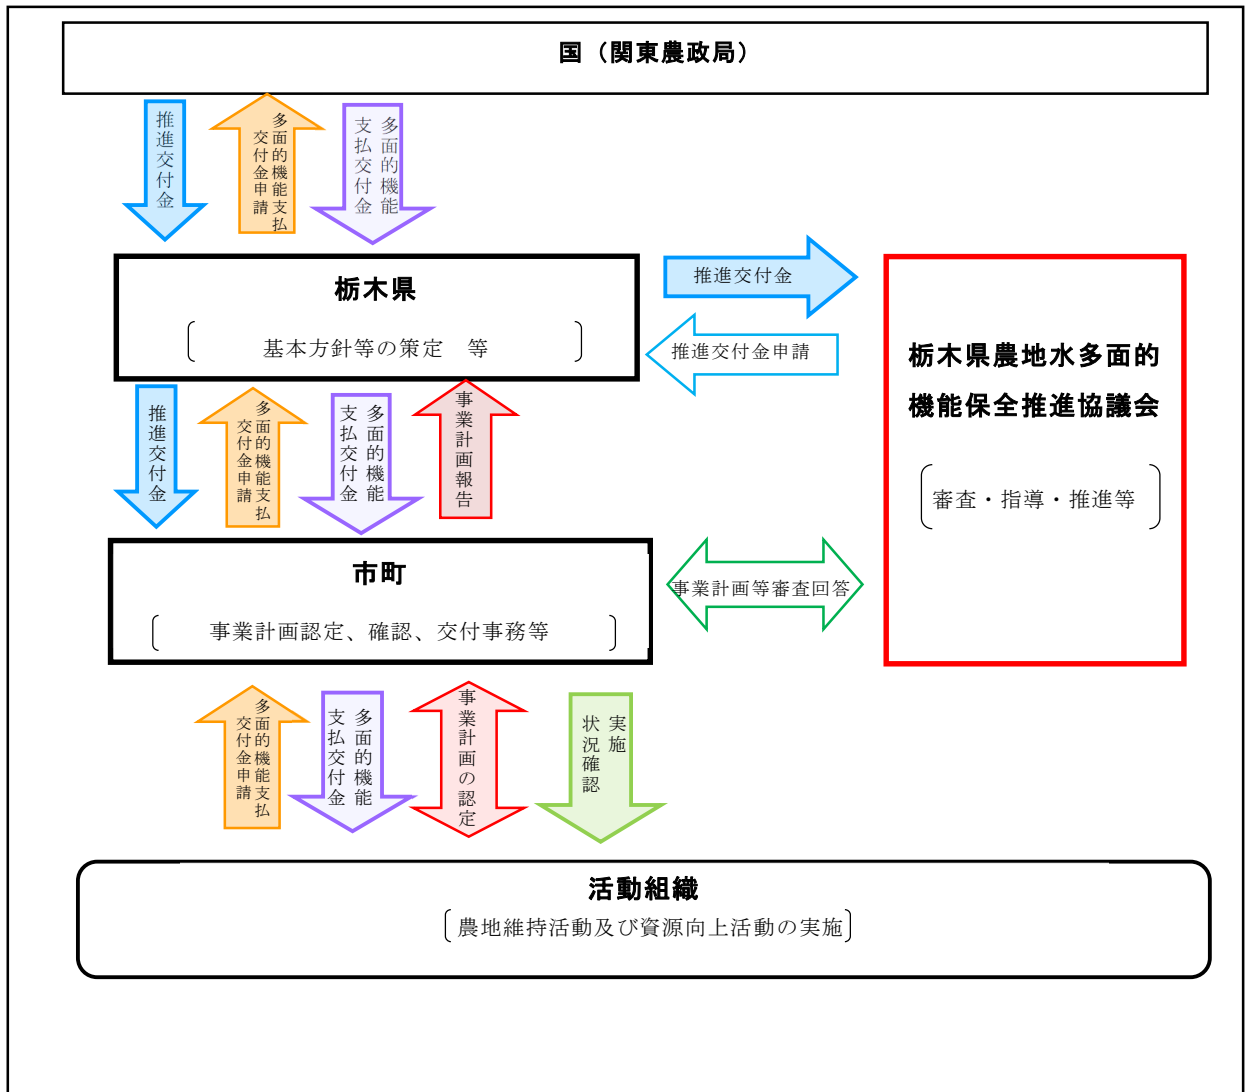 国（関東農政局）
推進交付金
多面的機能支払
交付金申請
多面的機能
支払交付金
栃木県
基本方針等の策定　等
推進交付金
推進交付金申請
栃木県農地水多面的
機能保全推進協議会
審査・指導・推進等
推進交付金
多面的機能支払
交付金申請
多面的機能
支払交付金
事業計画報告
市町
事業計画認定、確認、交付事務等
事業計画等審査回答
多面的機能支払
交付金申請
多面的機能
支払交付金
事業計画の認定
実施
状況確認
活動組織
農地維持活動及び資源向上活動の実施